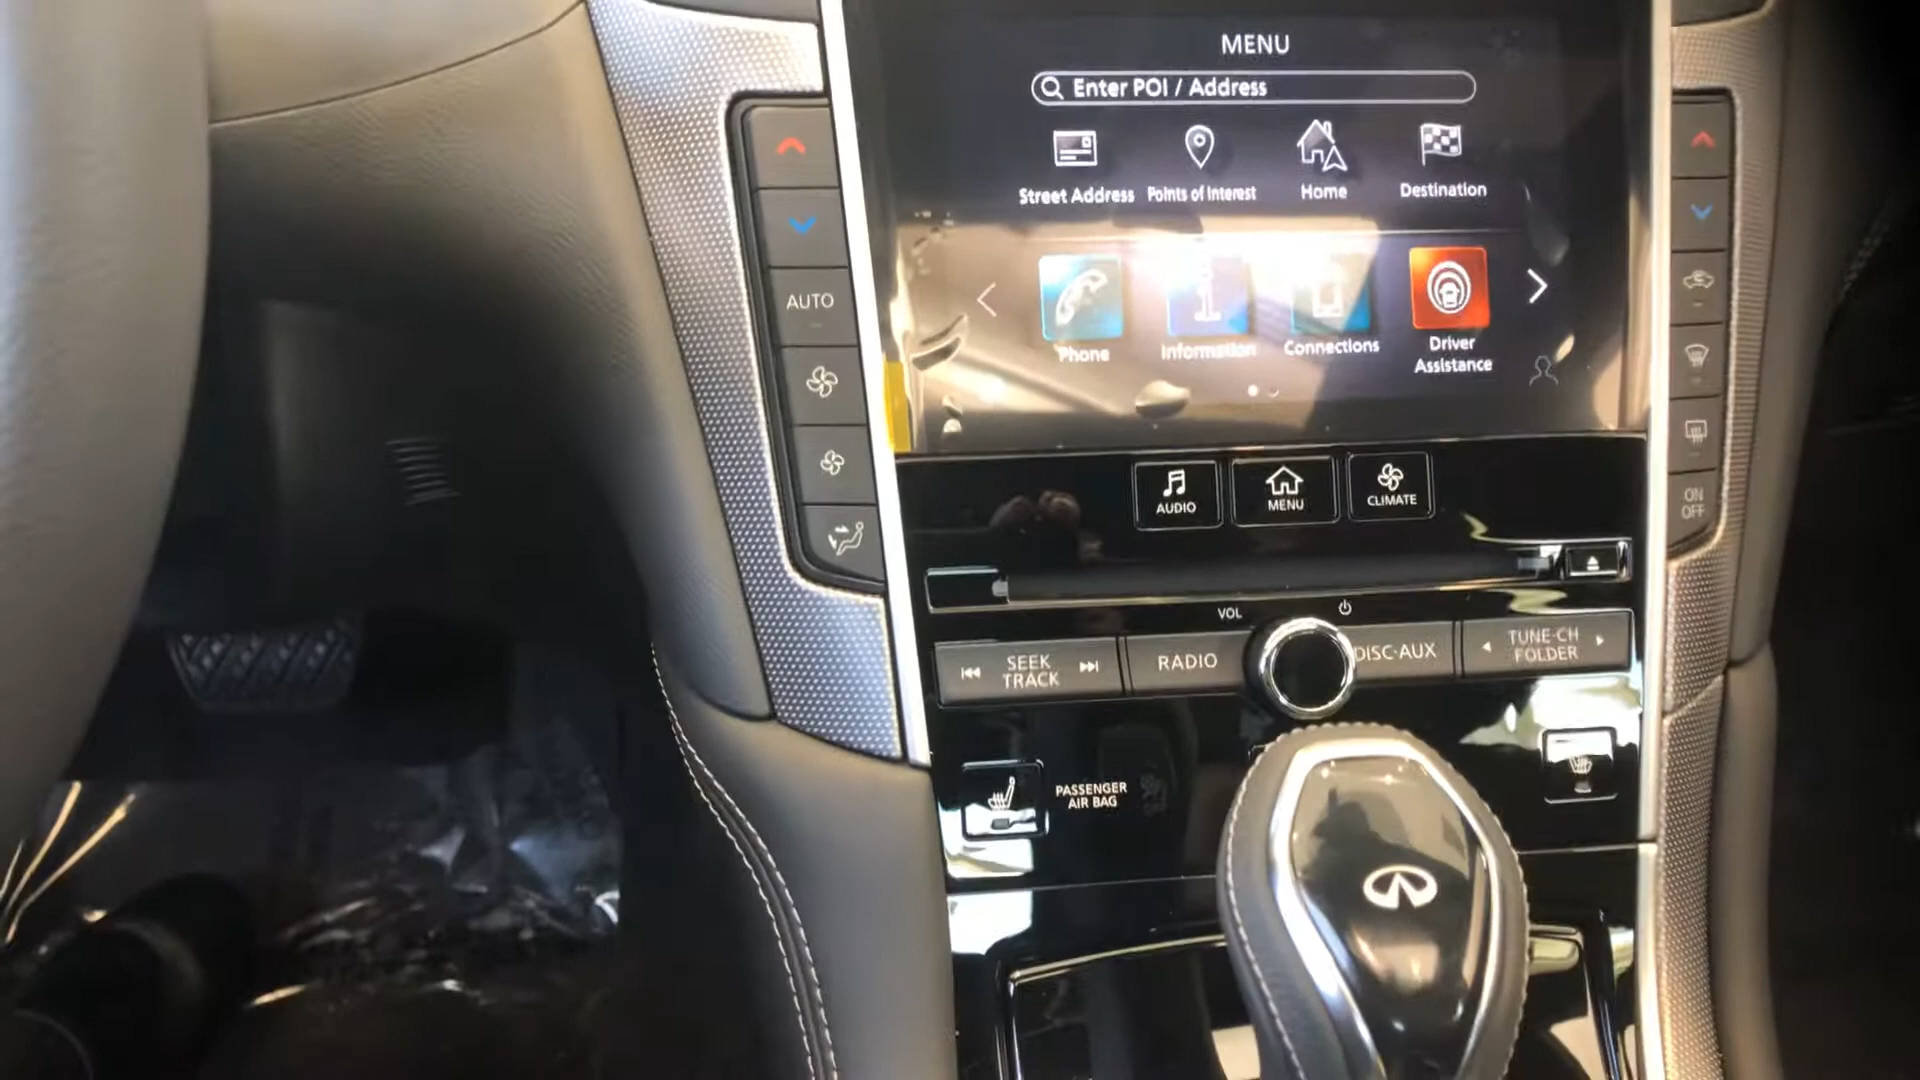 MENU
Enter POI / Address
Street Address
Points of Interest
Home
Destination
Phone
Information
Connections
Driver
Assistance
AUTO
AUDIO
MENU
CLIMATE
ON
OFF
VOL
SEEK
TRACK
RADIO
DISC·AUX
TUNE·CH
FOLDER
PASSENGER
AIR BAG